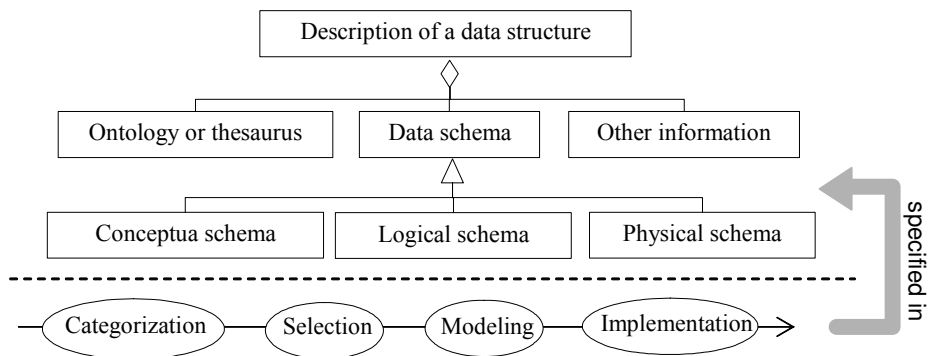 Description of a data structure
Ontology or thesaurus
Data schema
Other information
Conceptua schema
Logical schema
Physical schema
specified in
Categorization
Selection
Modeling
Implementation